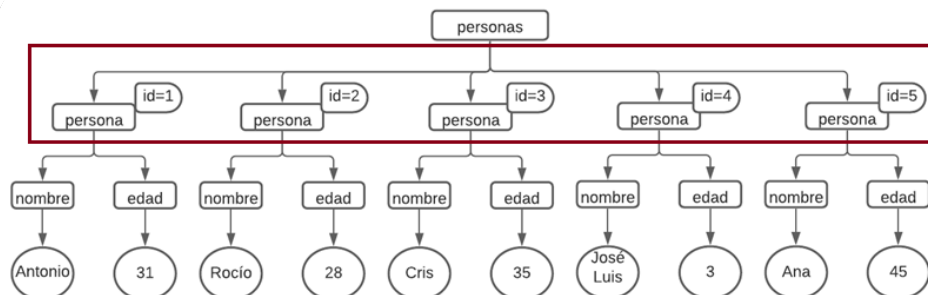 personas
id=1
id=2
id=3
id=4
id=5
persona
persona
persona
persona
persona
nombre
edad
nombre
edad
nombre
edad
nombre
edad
nombre
edad
Antonio
31
Rocío
28
Cris
35
José
Luis
3
Ana
45